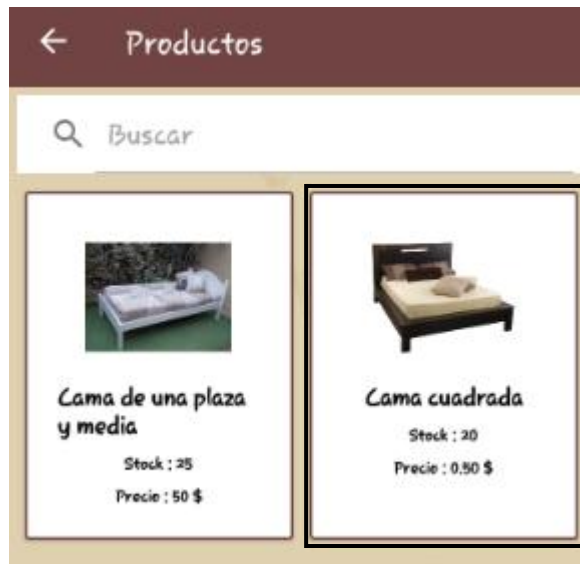 Productos
Buscar
Cama de una plaza
y media
Stock : 25
Precio : 50 $
Cama cuadrada
Stock : 20
Precio : 0.50 $